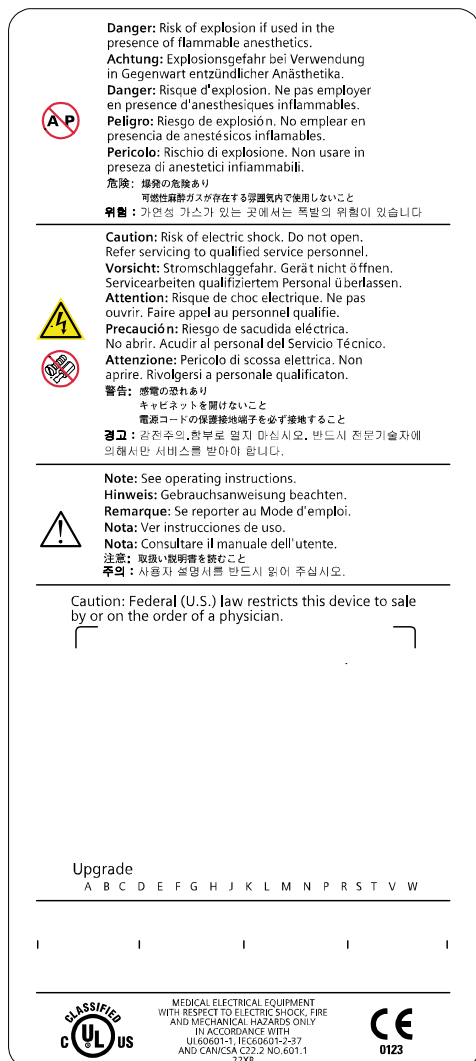 Danger: Risk of explosion if used in the
presence of flammable anesthetics.
Achtung: Explosionsgefahr bei Verwendung
in Gegenwart entzündlicher Anästhetika.
Danger: Risque d'explosion. Ne pas employer
en presence d'anesthesiques inflammables.
Peligro: Riesgo de explosión. No emplear en
presencia de anestésicos inflamables.
Pericolo: Rischio di explosione. Non usare in
preseza di anestetici infiammabili.
危険: 爆発の危険あり
可燃性麻酔ガスが存在する雰囲気内で使用しないこと
위험 : 가연성 가스가 있는 곳에서는 폭발의 위험이 있습니다
AP
Caution: Risk of electric shock. Do not open.
Refer servicing to qualified service personnel.
Vorsicht: Stromschlaggefahr. Gerät nicht öffnen.
Servicearbeiten qualifiziertem Personal überlassen.
Attention: Risque de choc electrique. Ne pas
ouvrir. Faire appel au personnel qualifie.
Precaución: Riesgo de sacudida eléctrica.
No abrir. Acudir al personal del Servicio Técnico.
Attenzione: Pericolo di scossa elettrica. Non
aprire. Rivolgersi a personale qualificaton.
警告: 感電の恐れあり
キャビネットを開けないこと
電源コードの保護接地端子を必ず接地すること
경고 : 감전주의.함부로 열지 마십시오. 반드시 전문기술자에
의해서만 서비스를 받아야 합니다.
Note: See operating instructions.
Hinweis: Gebrauchsanweisung beachten.
Remarque: Se reporter au Mode d'emploi.
Nota: Ver instrucciones de uso.
Nota: Consultare il manuale dell'utente.
注意: 取扱い説明書を読むこと
주의 : 사용자 설명서를 반드시 읽어 주십시오.
Caution: Federal (U.S.) law restricts this device to sale
by or on the order of a physician.
Upgrade
A B C D E F G H J K L M N P R S T V W
CLASSIFIED
C UL® US
MEDICAL ELECTRICAL EQUIPMENT
WITH RESPECT TO ELECTRIC SHOCK, FIRE
AND MECHANICAL HAZARDS ONLY
IN ACCORDANCE WITH
UL60601-1, IEC60601-2-37
AND CAN/CSA C22.2 NO.601.1
22XR
CE
0123